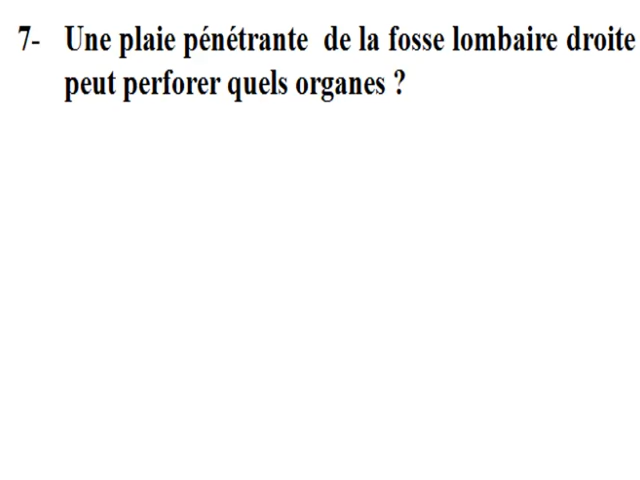 7- Une plaie pénétrante de la fosse lombaire droite
peut perforer quels organes ?